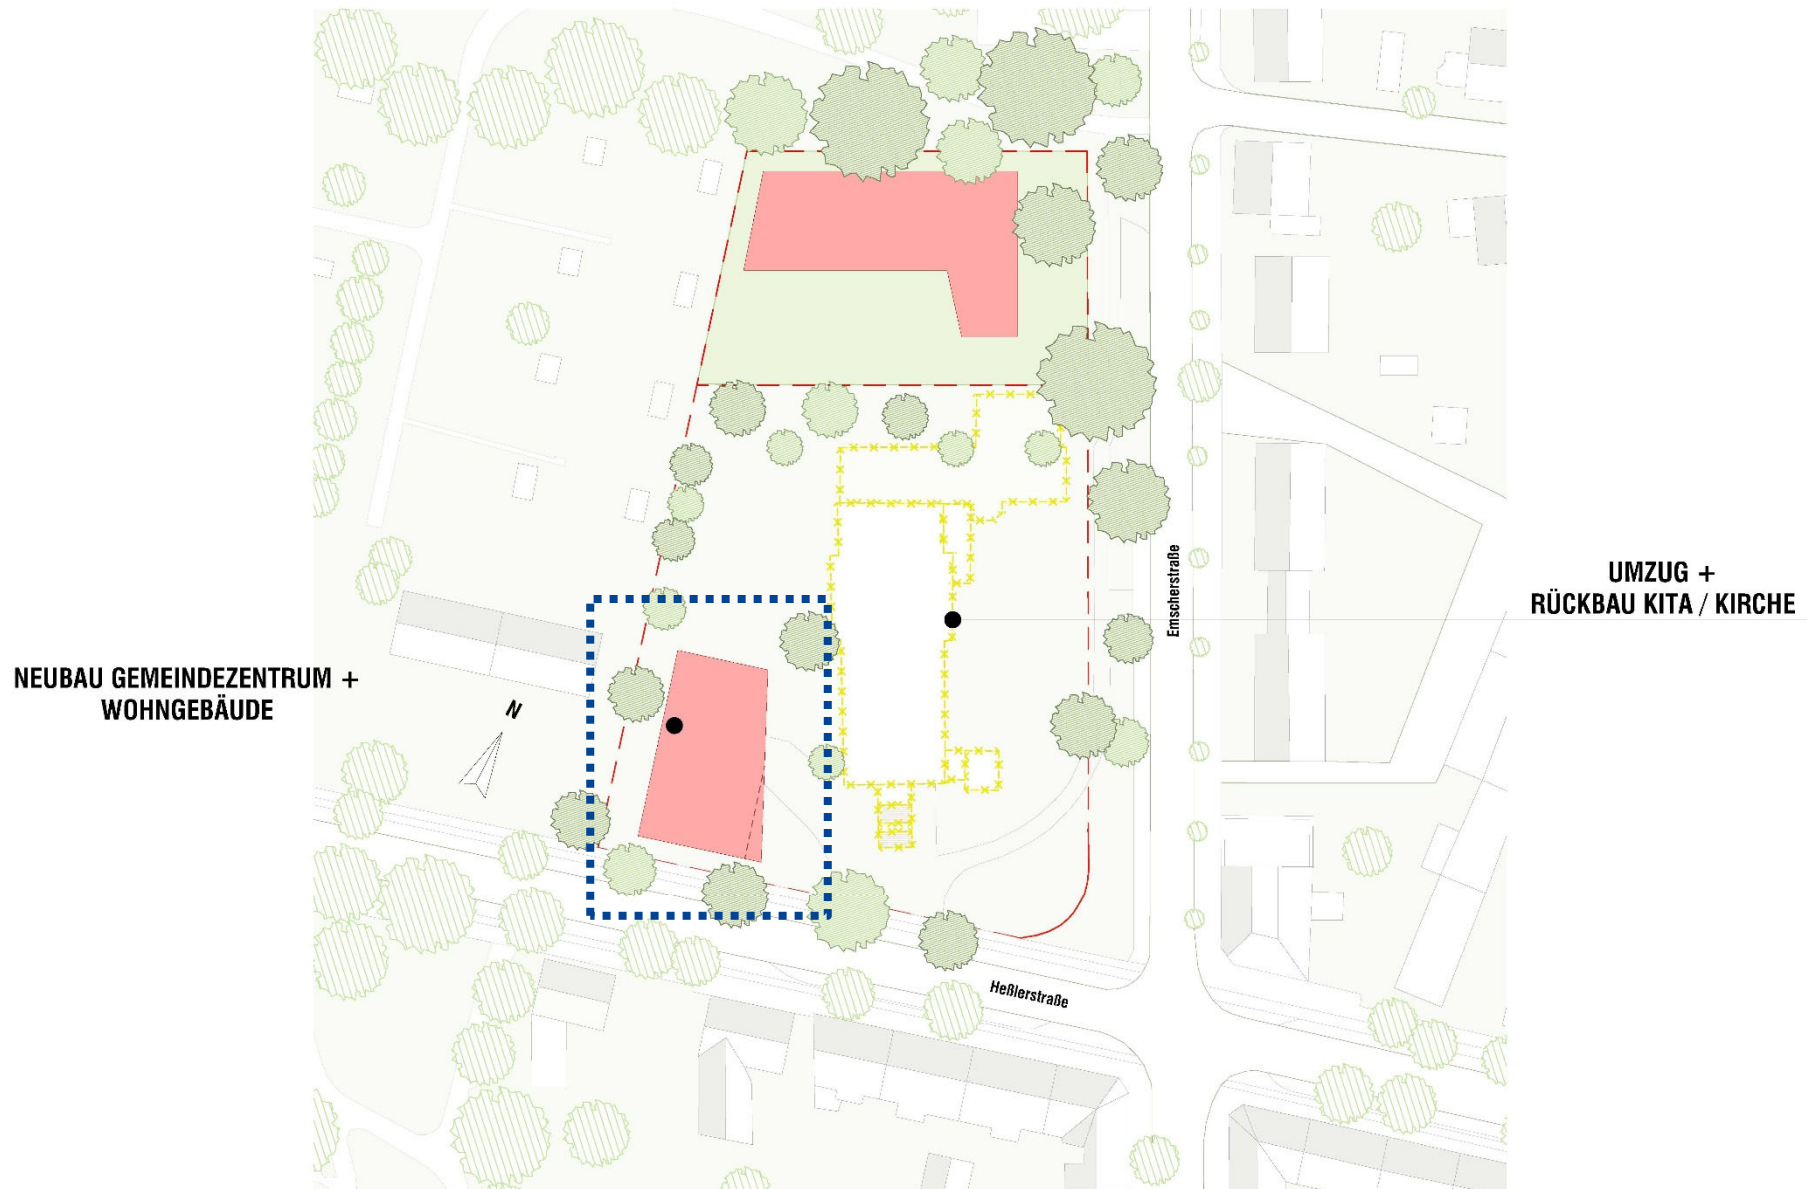 Emscherstraße
UMZUG +
RÜCKBAU KITA / KIRCHE
NEUBAU GEMEINDEZENTRUM +
WOHNGEBÄUDE
N
Heßlerstraße